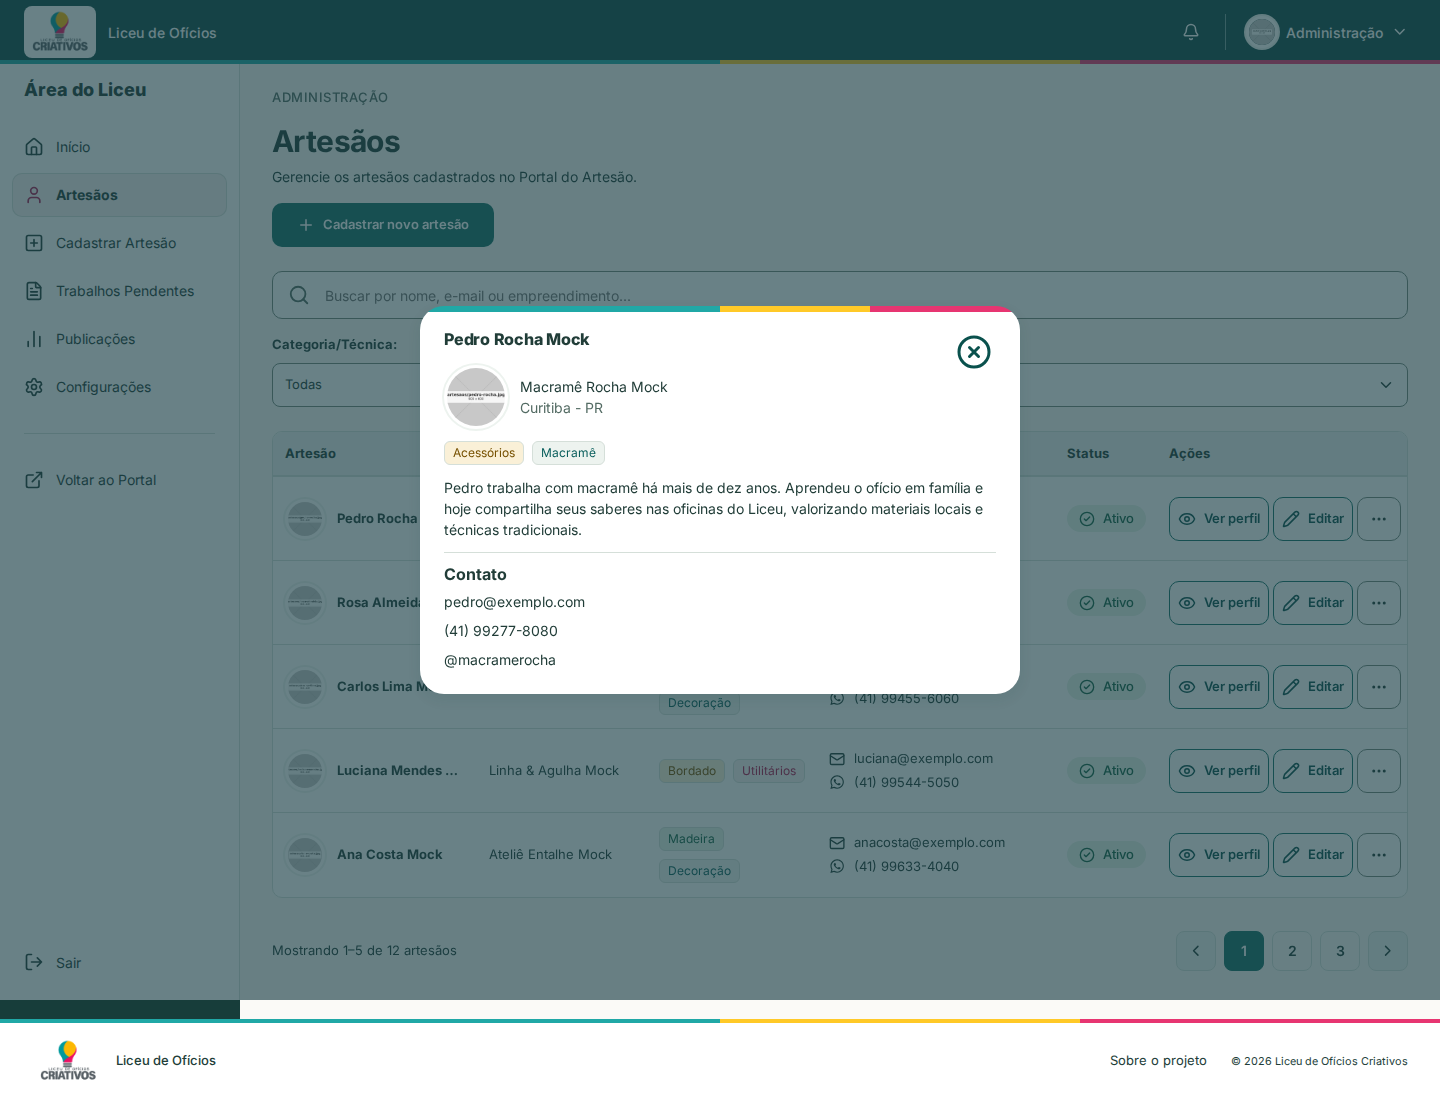 CRIATIVOS
Liceu de Ofícios
Administração
Área do Liceu
Início
Artesãos
Cadastrar Artesão
Trabalhos Pendentes
Publicações
Configurações
Voltar ao Portal
Sair
ADMINISTRAÇÃO
Artesãos
Gerencie os artesãos cadastrados no Portal do Artesão.
Cadastrar novo artesão
Buscar por nome, e-mail ou empreendimento...
Categoria/Técnica:
Todas
Pedro Rocha Mock
Macramê Rocha Mock
Curitiba - PR
Acessórios
Macramê
Pedro trabalha com macramê há mais de dez anos. Aprendeu o ofício em família e
hoje compartilha seus saberes nas oficinas do Liceu, valorizando materiais locais e
técnicas tradicionais.
Contato
pedro@exemplo.com
(41) 99277-8080
@macramerocha
Artesão
Status
Ações
Pedro Rocha
Ativo
Ver perfil
Editar
Rosa Almeida
Ativo
Ver perfil
Editar
Carlos Lima M
Decoração
(41) 99455-6060
Ativo
Ver perfil
Editar
Luciana Mendes ...
Linha & Agulha Mock
Bordado
Utilitários
luciana@exemplo.com
(41) 99544-5050
Ativo
Ver perfil
Editar
Ana Costa Mock
Ateliê Entalhe Mock
Madeira
Decoração
anacosta@exemplo.com
(41) 99633-4040
Ativo
Ver perfil
Editar
Mostrando 1–5 de 12 artesãos
1
2
3
CRIATIVOS
Liceu de Ofícios
Sobre o projeto
© 2026 Liceu de Ofícios Criativos